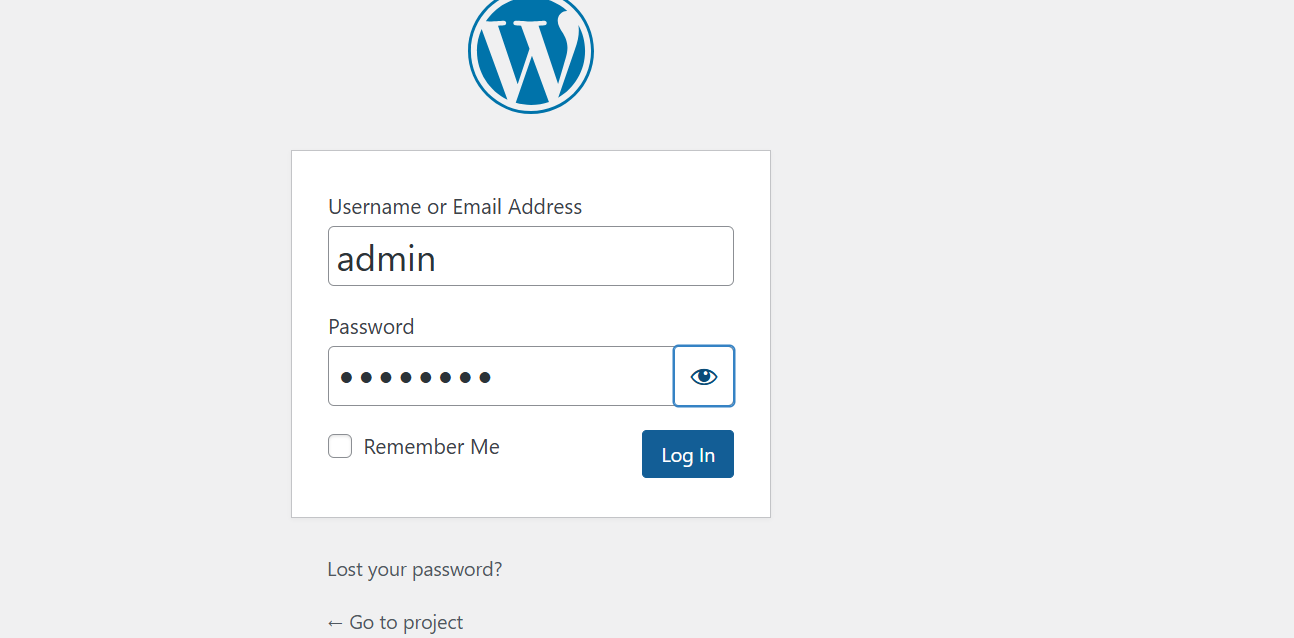 Username or Email Address
admin
Password
••••••••
Remember Me
Log In
Lost your password?
← Go to project